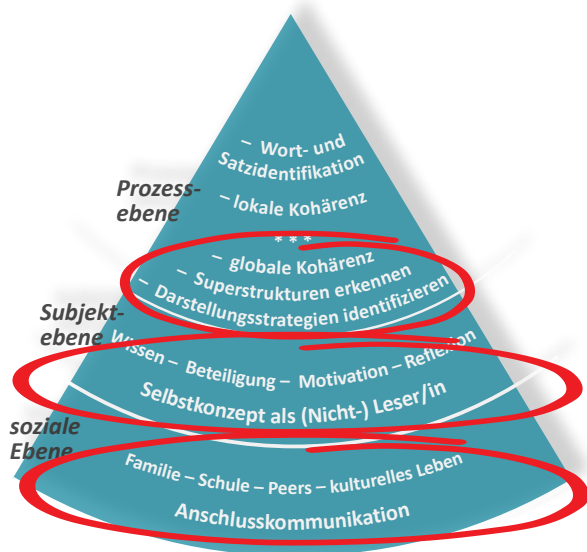 – Wort- und
Satzidentifikation
Prozess-
ebene
– lokale Kohärenz
* * *
– globale Kohärenz
– Superstrukturen erkennen
– Darstellungsstrategien identifizieren
Subjekt-
ebene
Wissen – Beteiligung – Motivation – Reflexion
Selbstkonzept als (Nicht-) Leser/in
soziale
Ebene
Familie – Schule – Peers – kulturelles Leben
Anschlusskommunikation